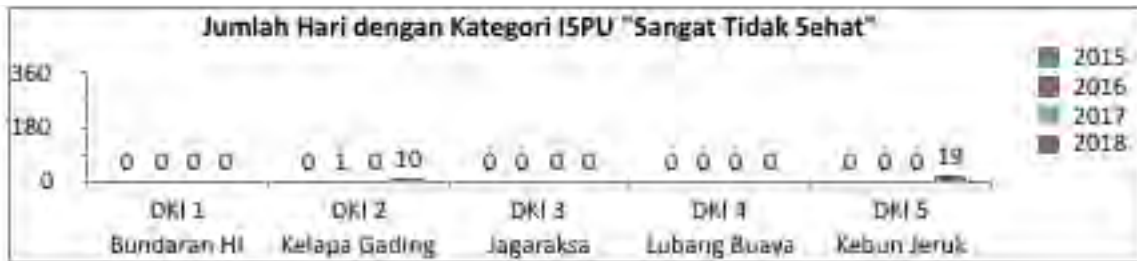 Jumlah Hari dengan Kategori ISPU "Sangat Tidak Sehat"
360
180
0
0 0 0 0
0 1 0 10
0 0 0 0
0 0 0 0
0 0 0 19
DKI 1
DKI 2
DKI 3
DKI 4
DKI 5
Bundaran HI
Kelapa Gading
Jagaraksa
Lubang Buaya
Kebun Jeruk
2015
2016
2017
2018